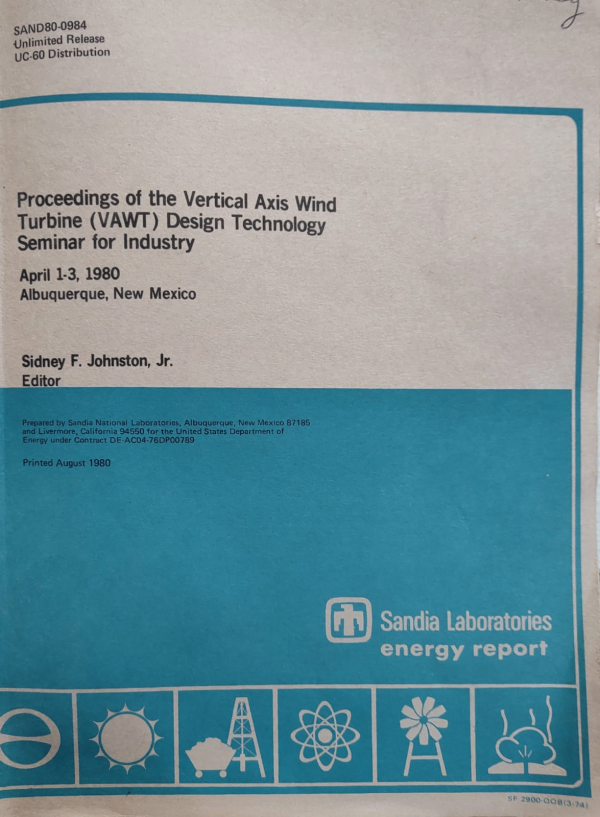 SAND80-0984
Unlimited Release
UC-60 Distribution
Proceedings of the Vertical Axis Wind
Turbine (VAWT) Design Technology
Seminar for Industry
April 1-3, 1980
Albuquerque, New Mexico
Sidney F. Johnston, Jr.
Editor
Prepared by Sandia National Laboratories, Albuquerque, New Mexico 87185
and Livermore, California 94550 for the United States Department of
Energy under Contract DE-AC04-76DP00789
Printed August 1980
Sandia Laboratories
energy report
SF 2900-Q(3-74)